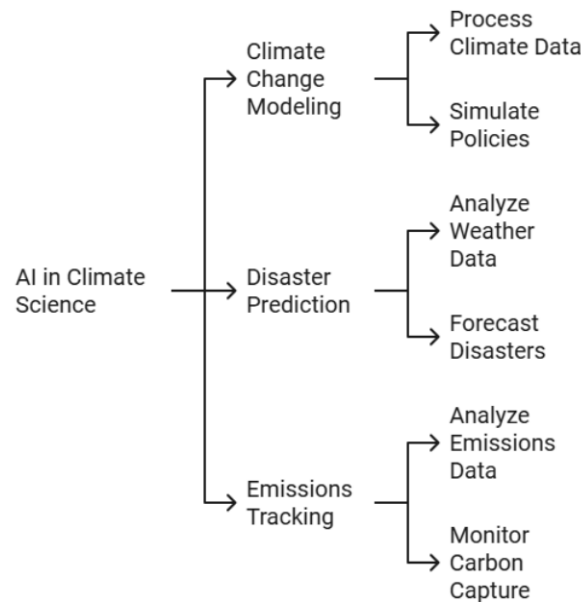 AI in Climate
Science
Climate
Change
Modeling
Process
Climate Data
Simulate
Policies
Disaster
Prediction
Analyze
Weather
Data
Forecast
Disasters
Emissions
Tracking
Analyze
Emissions
Data
Monitor
Carbon
Capture